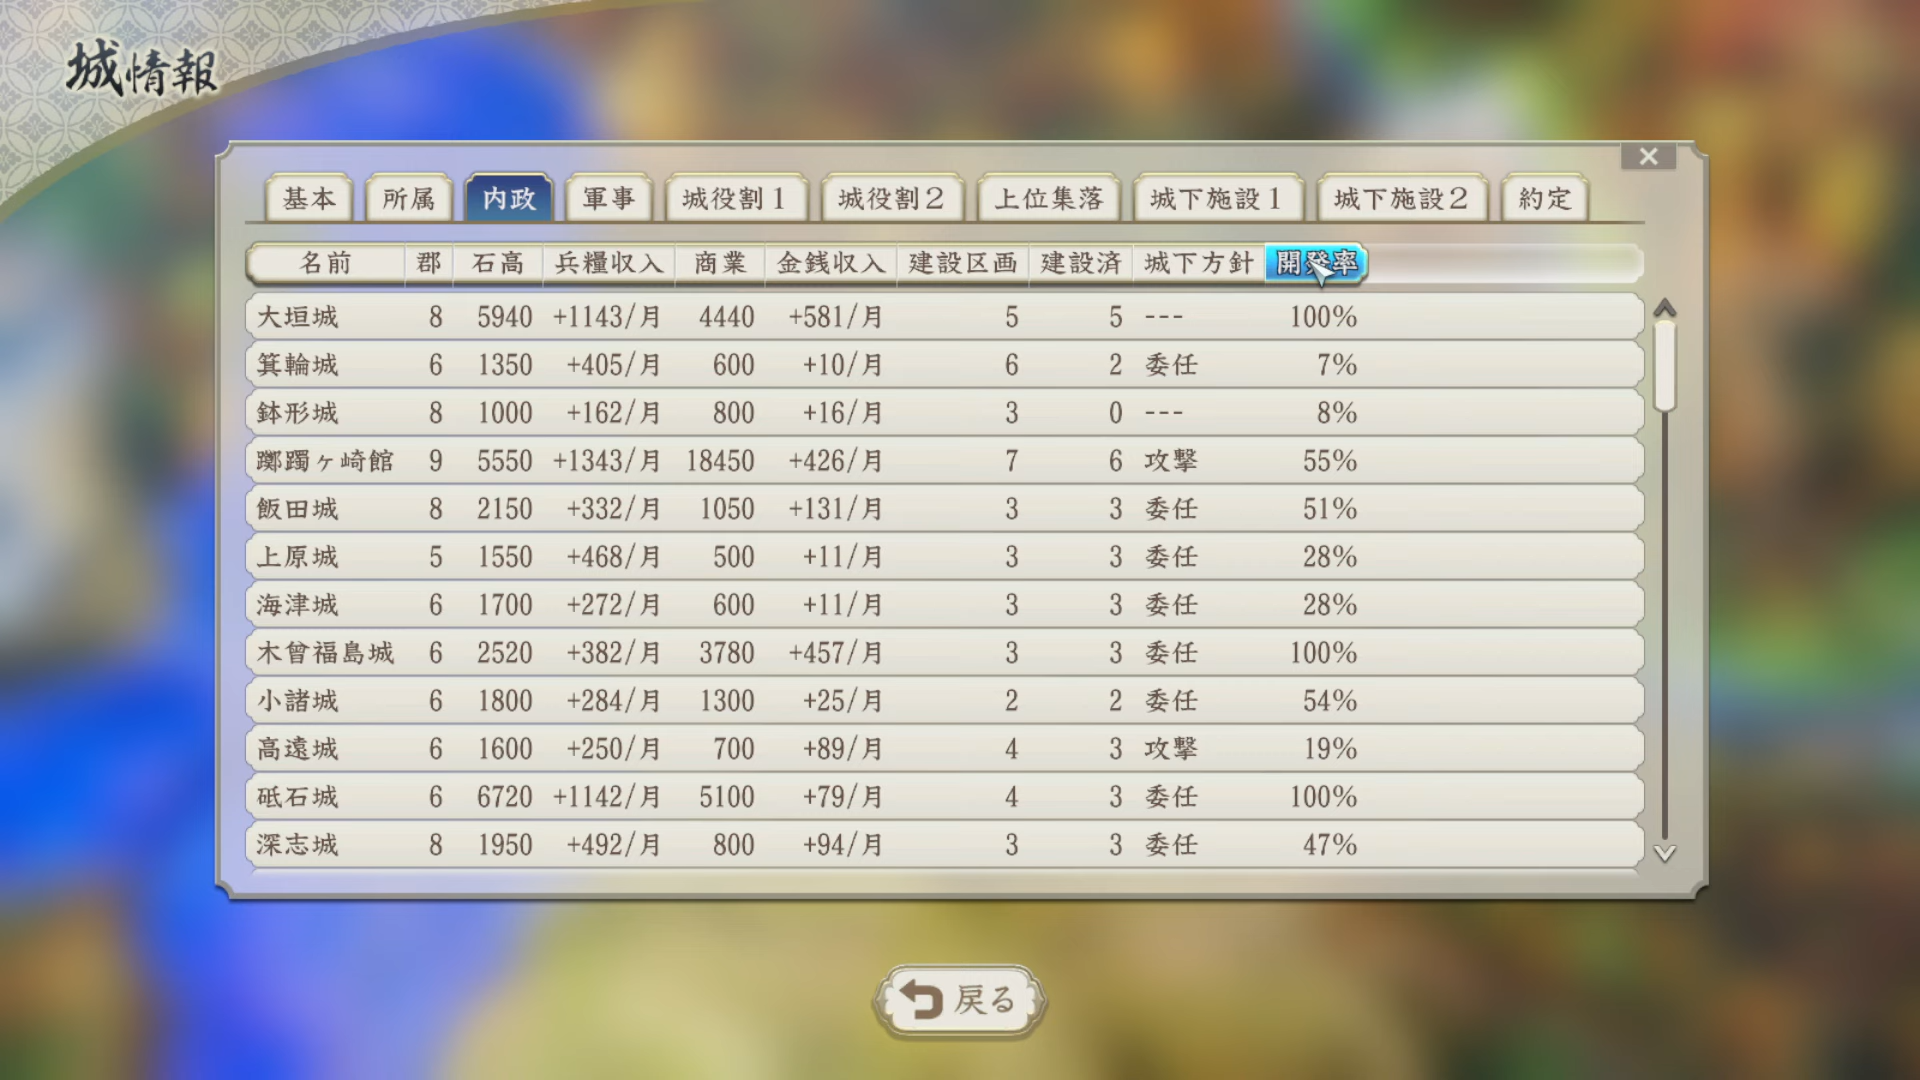 城情報
基本 所属 内政 軍事 城役割1 城役割2 上位集落 城下施設1 城下施設2 約定
名前 郡 石高 兵糧収入 商業 金銭収入 建設区画 建設済 城下方針 開発率
大垣城 8 5940 +1143/月 4440 +581/月 5 5 --- 100%
箕輪城 6 1350 +405/月 600 +10/月 6 2 委任 7%
鉢形城 8 1000 +162/月 800 +16/月 3 0 --- 8%
躑躅ヶ崎館 9 5550 +1343/月 18450 +426/月 7 6 攻撃 55%
飯田城 8 2150 +332/月 1050 +131/月 3 3 委任 51%
上原城 5 1550 +468/月 500 +11/月 3 3 委任 28%
海津城 6 1700 +272/月 600 +11/月 3 3 委任 28%
木曾福島城 6 2520 +382/月 3780 +457/月 3 3 委任 100%
小諸城 6 1800 +284/月 1300 +25/月 2 2 委任 54%
高遠城 6 1600 +250/月 700 +89/月 4 3 攻撃 19%
砥石城 6 6720 +1142/月 5100 +79/月 4 3 委任 100%
深志城 8 1950 +492/月 800 +94/月 3 3 委任 47%
戻る